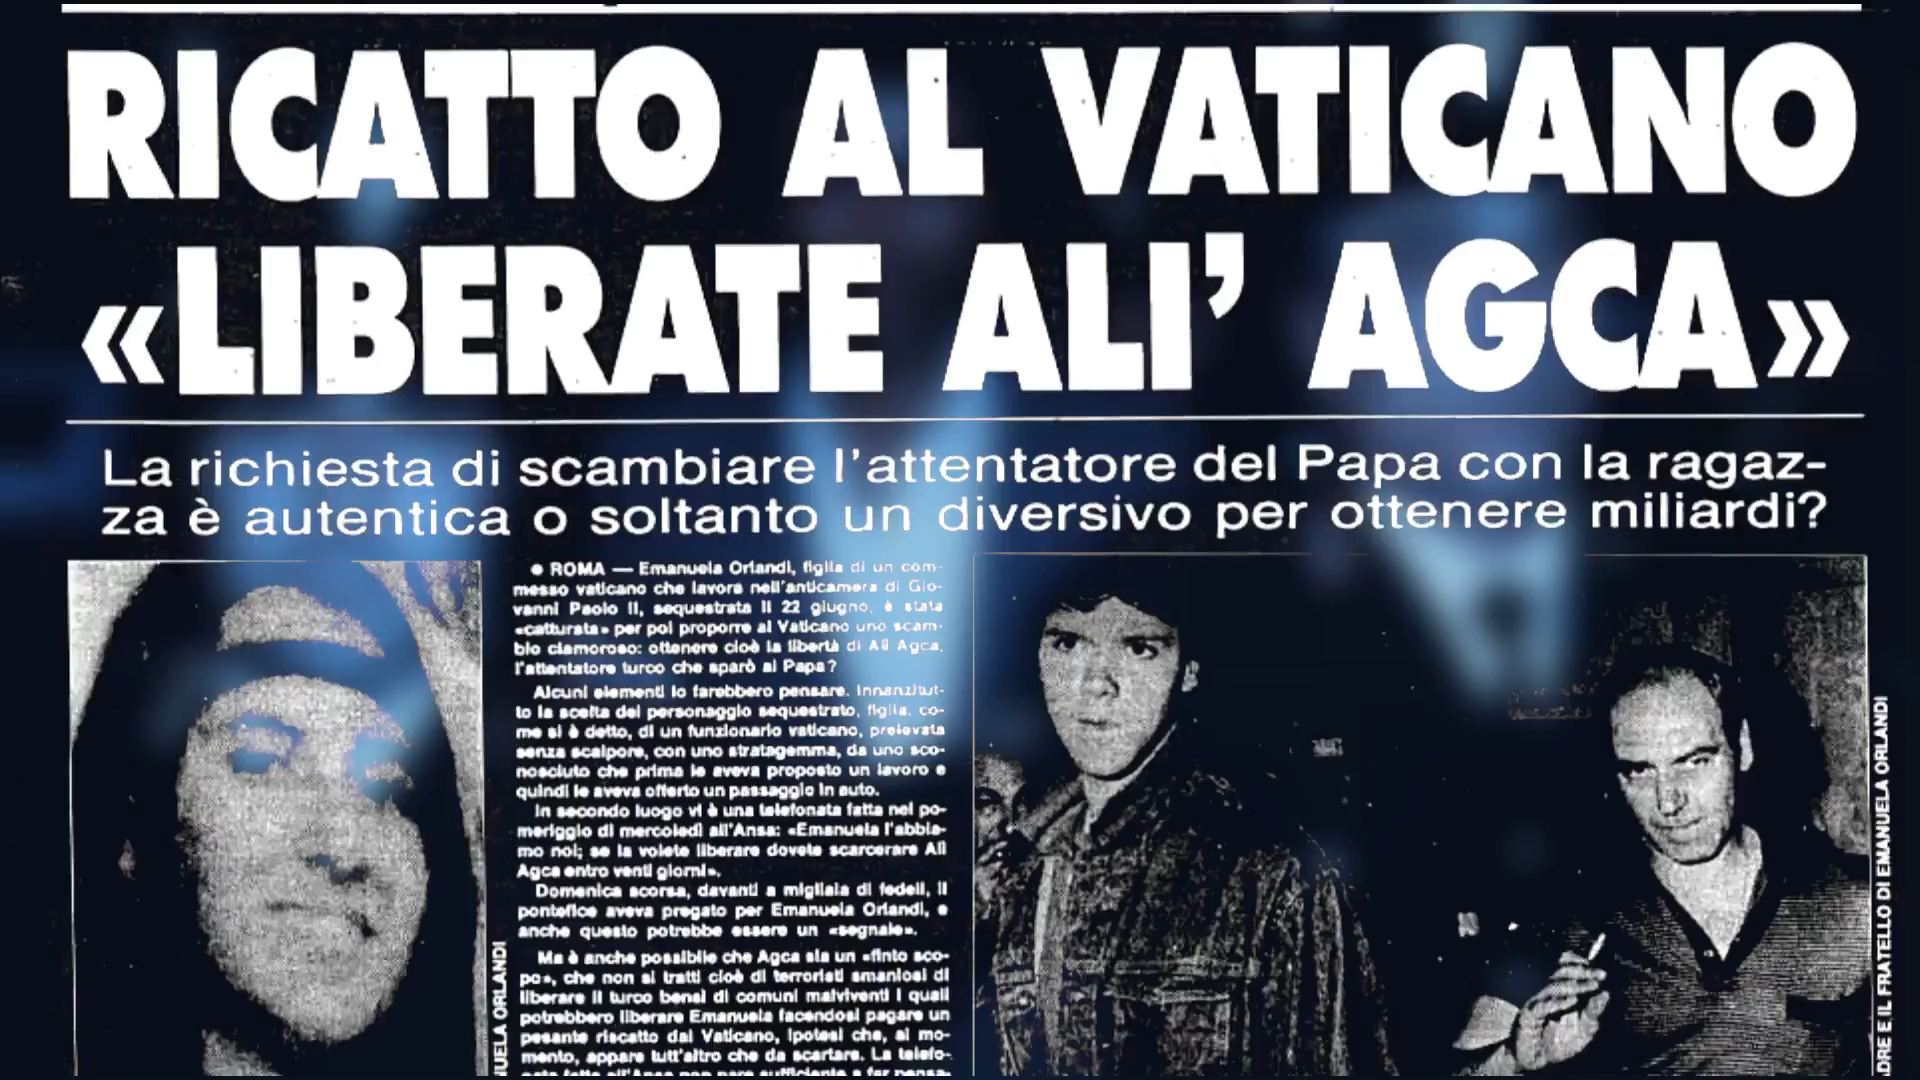 RICATTO AL VATICANO
«LIBERATE ALI' AGCA»
La richiesta di scambiare l'attentatore del Papa con la ragaz-
za è autentica o soltanto un diversivo per ottenere miliardi?
● ROMA — Emanuela Orlandi, figlia di un com-
messo vaticano che lavora nell'anticamera di Gio-
vanni Paolo II, sequestrata il 22 giugno, è stata
«catturata» per poi proporre al Vaticano uno scam-
bio clamoroso: ottenere cioè la libertà di Alì Agca,
l'attentatore turco che sparò al Papa?
Alcuni elementi lo farebbero pensare. Innanzitut-
to la scelta del personaggio sequestrato, figlia, co-
me si è detto, di un funzionario vaticano, prelevata
senza scalpore, con uno stratagemma, da uno sco-
nosciuto che prima le aveva proposto un lavoro e
quindi le aveva offerto un passaggio in auto.
In secondo luogo vi è una telefonata fatta nel po-
meriggio di mercoledì all'Ansa: «Emanuela l'abbia-
mo noi; se la volete liberare dovete scarcerare Alì
Agca entro venti giorni».
Domenica scorsa, davanti a migliaia di fedeli, il
pontefice aveva pregato per Emanuela Orlandi, e
anche questo potrebbe essere un «segnale».
Ma è anche possibile che Agca sia un «finto sco-
po», che non si tratti cioè di terroristi smaniosi di
liberare il turco bensì di comuni malviventi i quali
potrebbero liberare Emanuela facendosi pagare un
pesante riscatto dal Vaticano, ipotesi che, al mo-
mento, appare tutt'altro che da scartare. La telefo-
NUELA ORLANDI
DRE E IL FRATELLO DI EMANUELA ORLANDI